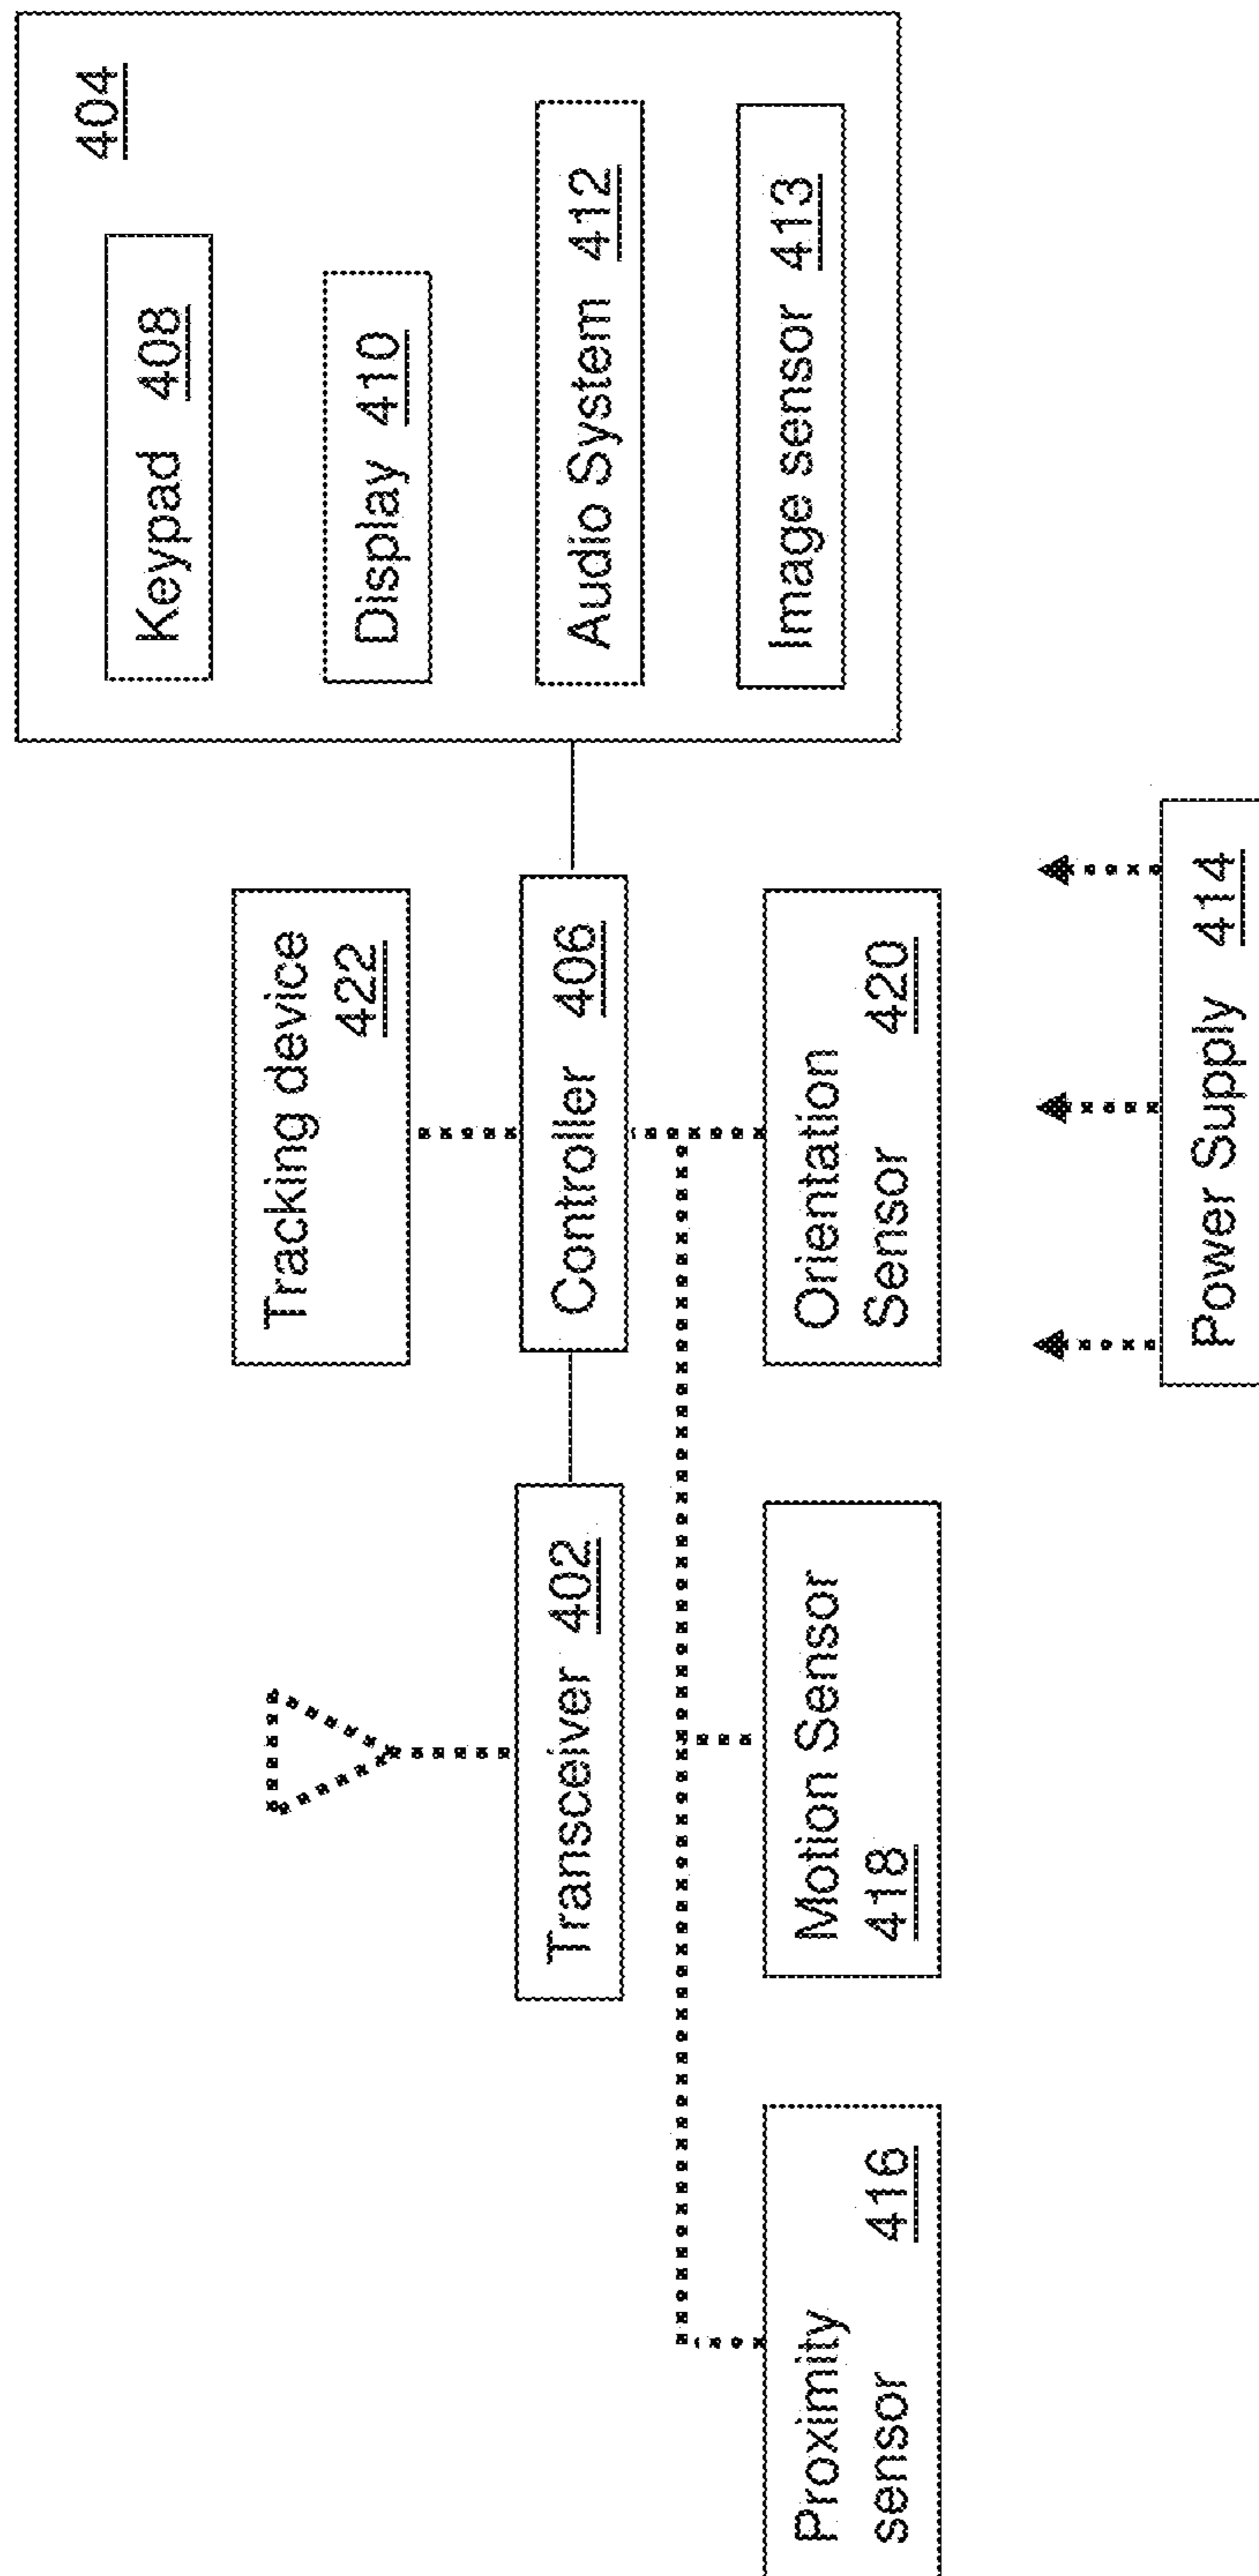 404
Keypad 408
Display 410
Audio System 412
Image sensor 413
Tracking device
422
Controller 406
Transceiver 402
Orientation
Sensor 420
Motion Sensor
418
Proximity
sensor 416
Power Supply 414